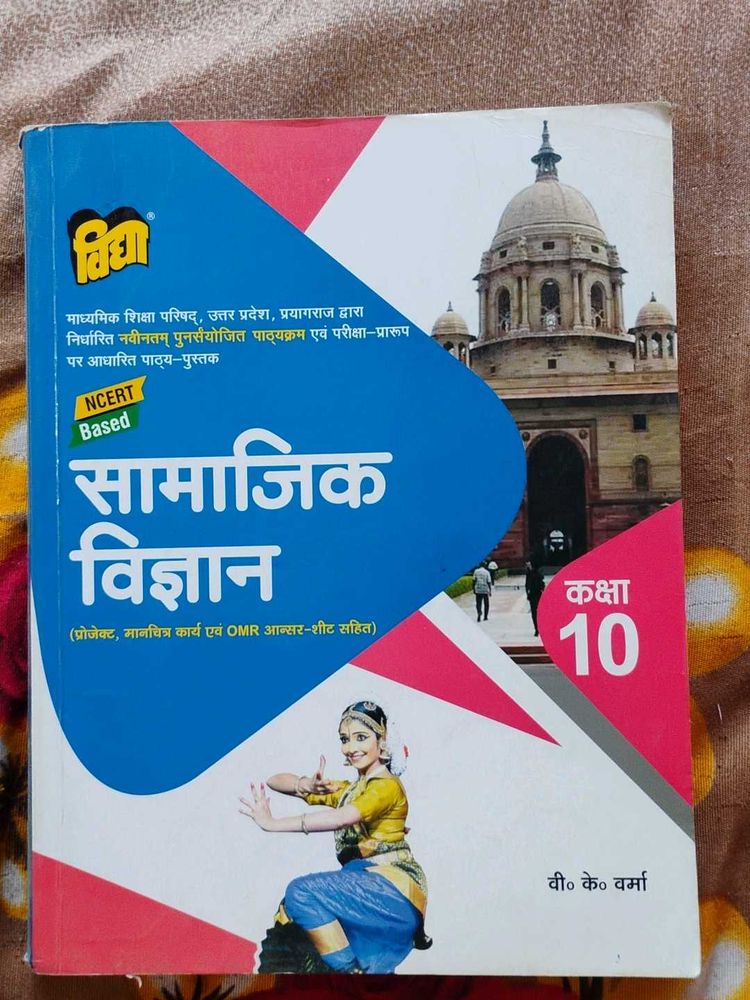 विद्या®
माध्यमिक शिक्षा परिषद्, उत्तर प्रदेश, प्रयागराज द्वारा
निर्धारित नवीनतम् पुनर्संयोजित पाठ्यक्रम एवं परीक्षा–प्रारूप
पर आधारित पाठ्य–पुस्तक
NCERT
Based
सामाजिक
विज्ञान
(प्रोजेक्ट, मानचित्र कार्य एवं OMR आन्सर–शीट सहित)
कक्षा
10
वी० के० वर्मा